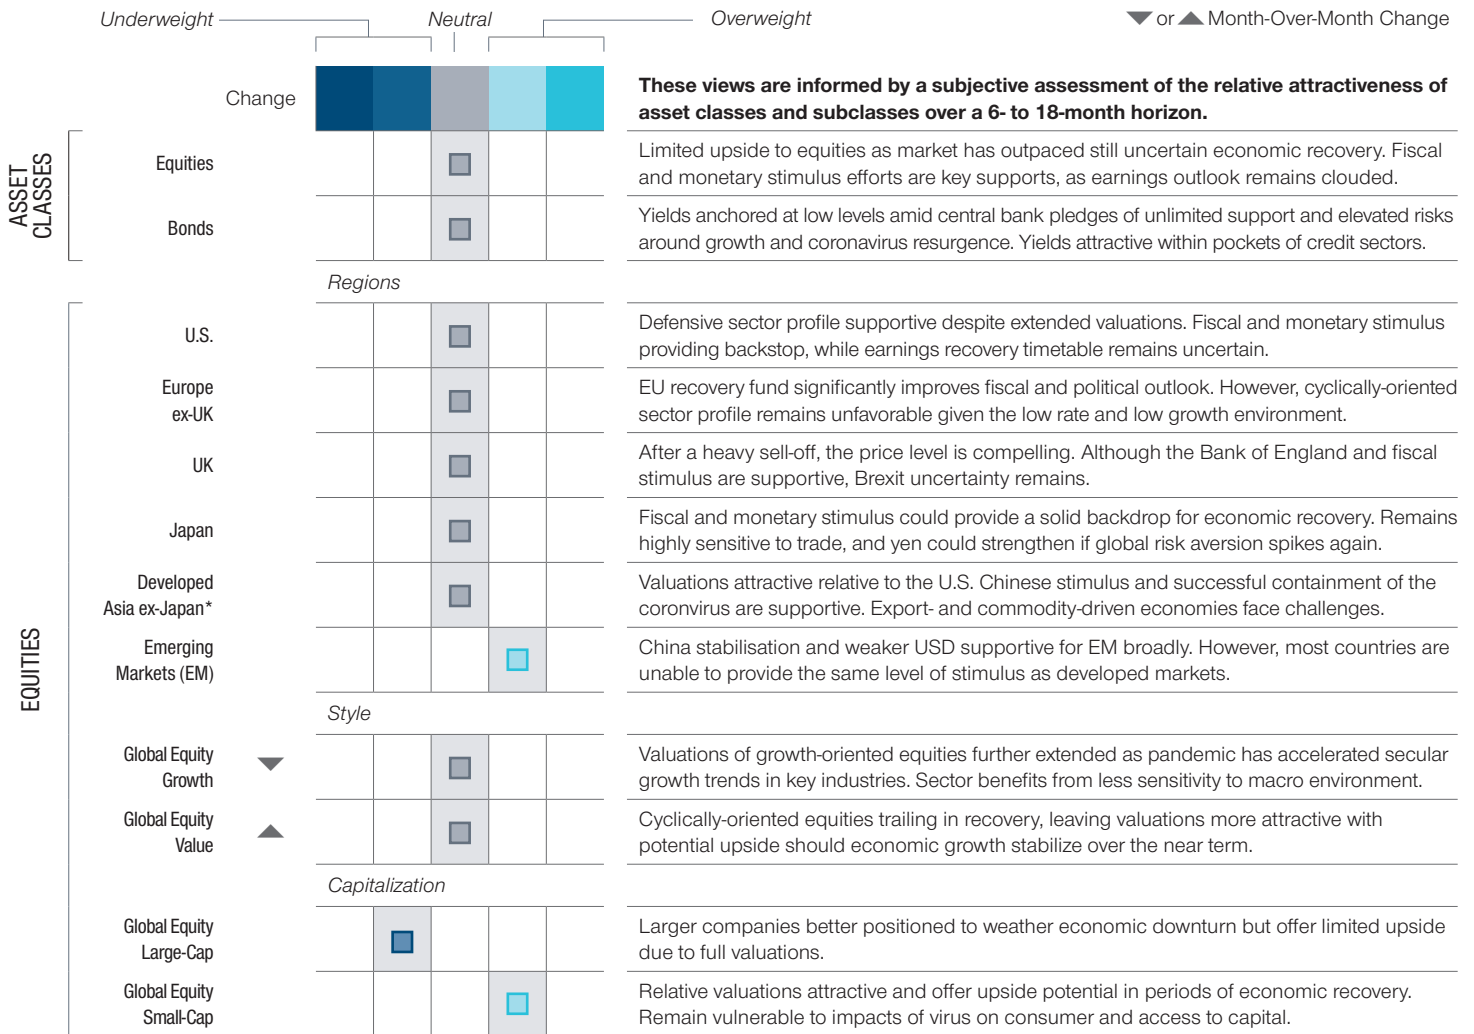 Underweight
Neutral
Overweight
or Month-Over-Month Change
Change
These views are informed by a subjective assessment of the relative attractiveness of
asset classes and subclasses over a 6- to 18-month horizon.
ASSET
CLASSES
Equities
Limited upside to equities as market has outpaced still uncertain economic recovery. Fiscal
and monetary stimulus efforts are key supports, as earnings outlook remains clouded.
Bonds
Yields anchored at low levels amid central bank pledges of unlimited support and elevated risks
around growth and coronavirus resurgence. Yields attractive within pockets of credit sectors.
EQUITIES
Regions
U.S.
Defensive sector profile supportive despite extended valuations. Fiscal and monetary stimulus
providing backstop, while earnings recovery timetable remains uncertain.
Europe
ex-UK
EU recovery fund significantly improves fiscal and political outlook. However, cyclically-oriented
sector profile remains unfavorable given the low rate and low growth environment.
UK
After a heavy sell-off, the price level is compelling. Although the Bank of England and fiscal
stimulus are supportive, Brexit uncertainty remains.
Japan
Fiscal and monetary stimulus could provide a solid backdrop for economic recovery. Remains
highly sensitive to trade, and yen could strengthen if global risk aversion spikes again.
Developed
Asia ex-Japan*
Valuations attractive relative to the U.S. Chinese stimulus and successful containment of the
coronvirus are supportive. Export- and commodity-driven economies face challenges.
Emerging
Markets (EM)
China stabilisation and weaker USD supportive for EM broadly. However, most countries are
unable to provide the same level of stimulus as developed markets.
Style
Global Equity
Growth
Valuations of growth-oriented equities further extended as pandemic has accelerated secular
growth trends in key industries. Sector benefits from less sensitivity to macro environment.
Global Equity
Value
Cyclically-oriented equities trailing in recovery, leaving valuations more attractive with
potential upside should economic growth stabilize over the near term.
Capitalization
Global Equity
Large-Cap
Larger companies better positioned to weather economic downturn but offer limited upside
due to full valuations.
Global Equity
Small-Cap
Relative valuations attractive and offer upside potential in periods of economic recovery.
Remain vulnerable to impacts of virus on consumer and access to capital.